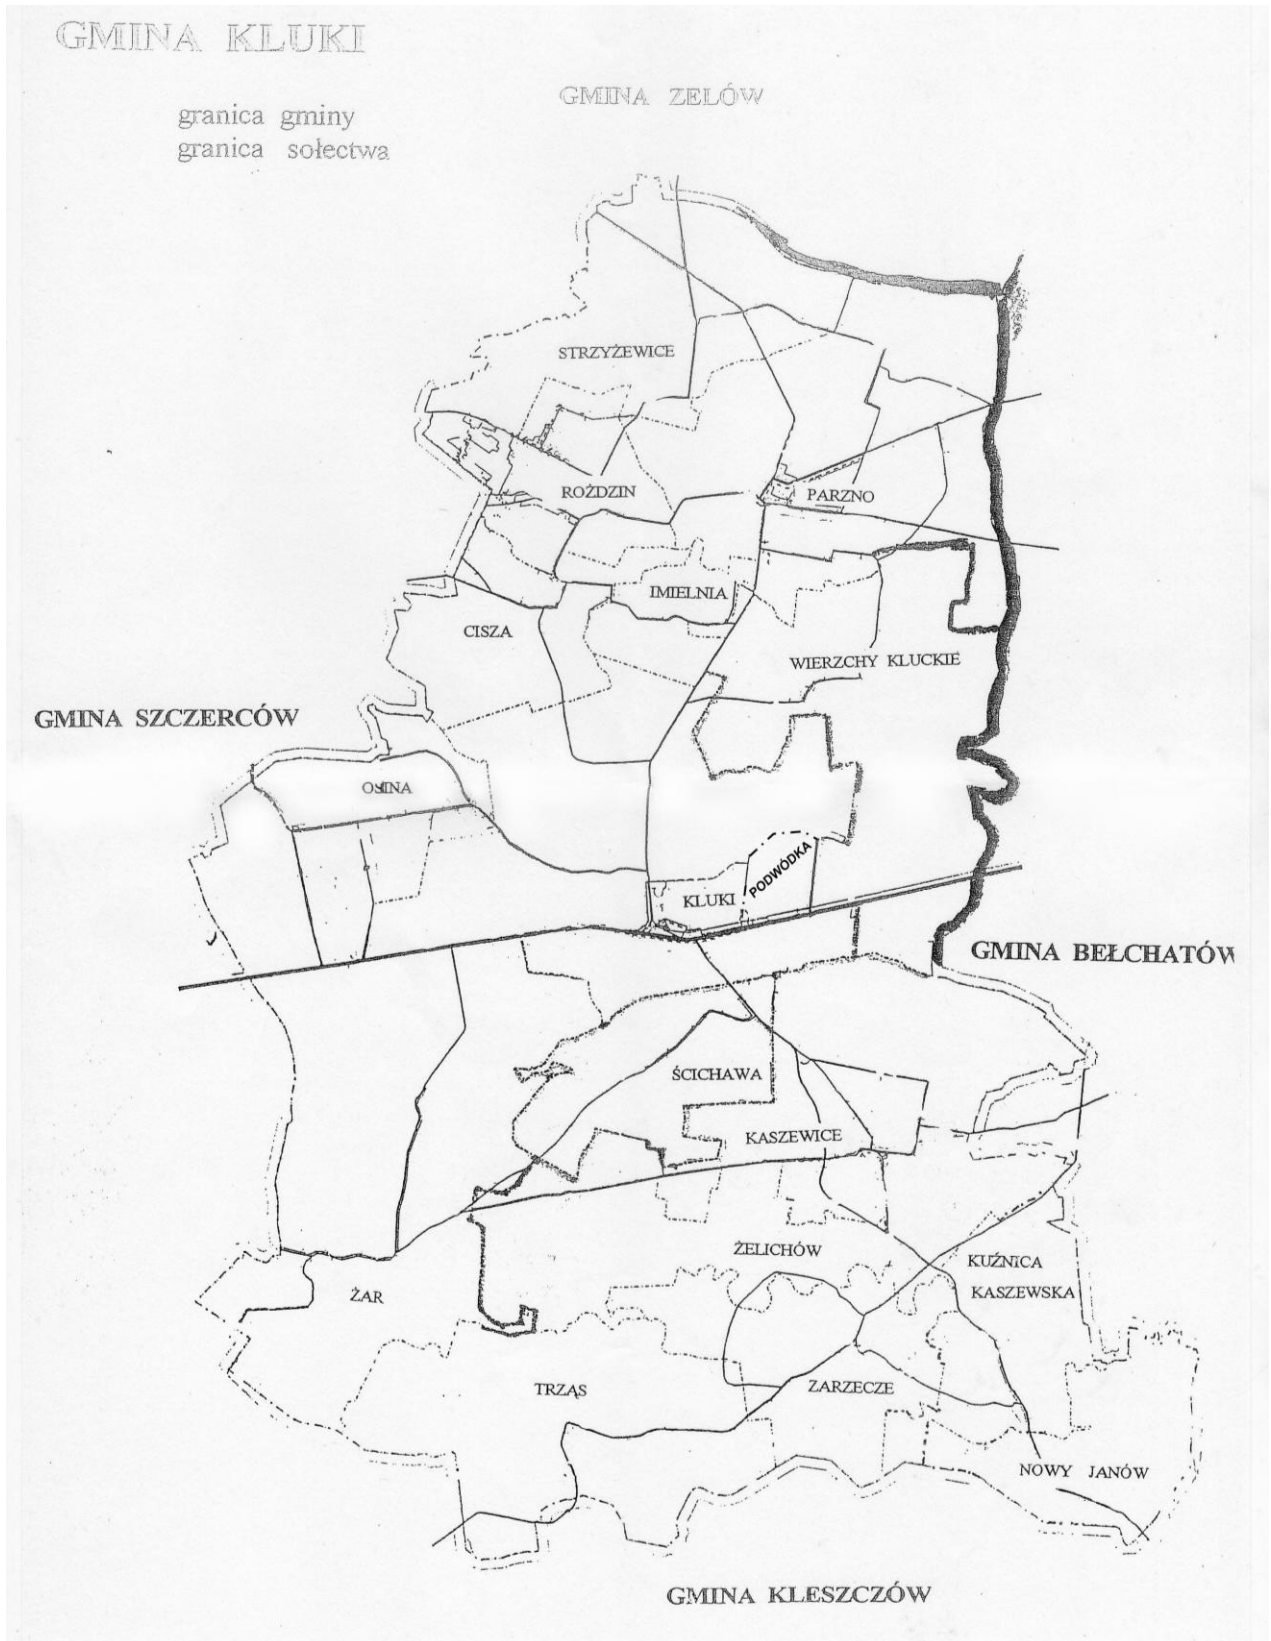 GMINA KLUKI
GMINA ZELÓW
granica gminy
granica sołectwa
STRZYŻEWICE
ROŹDZIN
PARZNO
IMIELNIA
CISZA
WIERZCHY KLUCKIE
GMINA SZCZERCÓW
OSINA
PODWÓDKA
KLUKI
GMINA BEŁCHATÓW
ŚCICHAWA
KASZEWICE
ŻELICHÓW
KUŹNICA
KASZEWSKA
ŻAR
TRZĄS
ZARZECZE
NOWY JANÓW
GMINA KLESZCZÓW